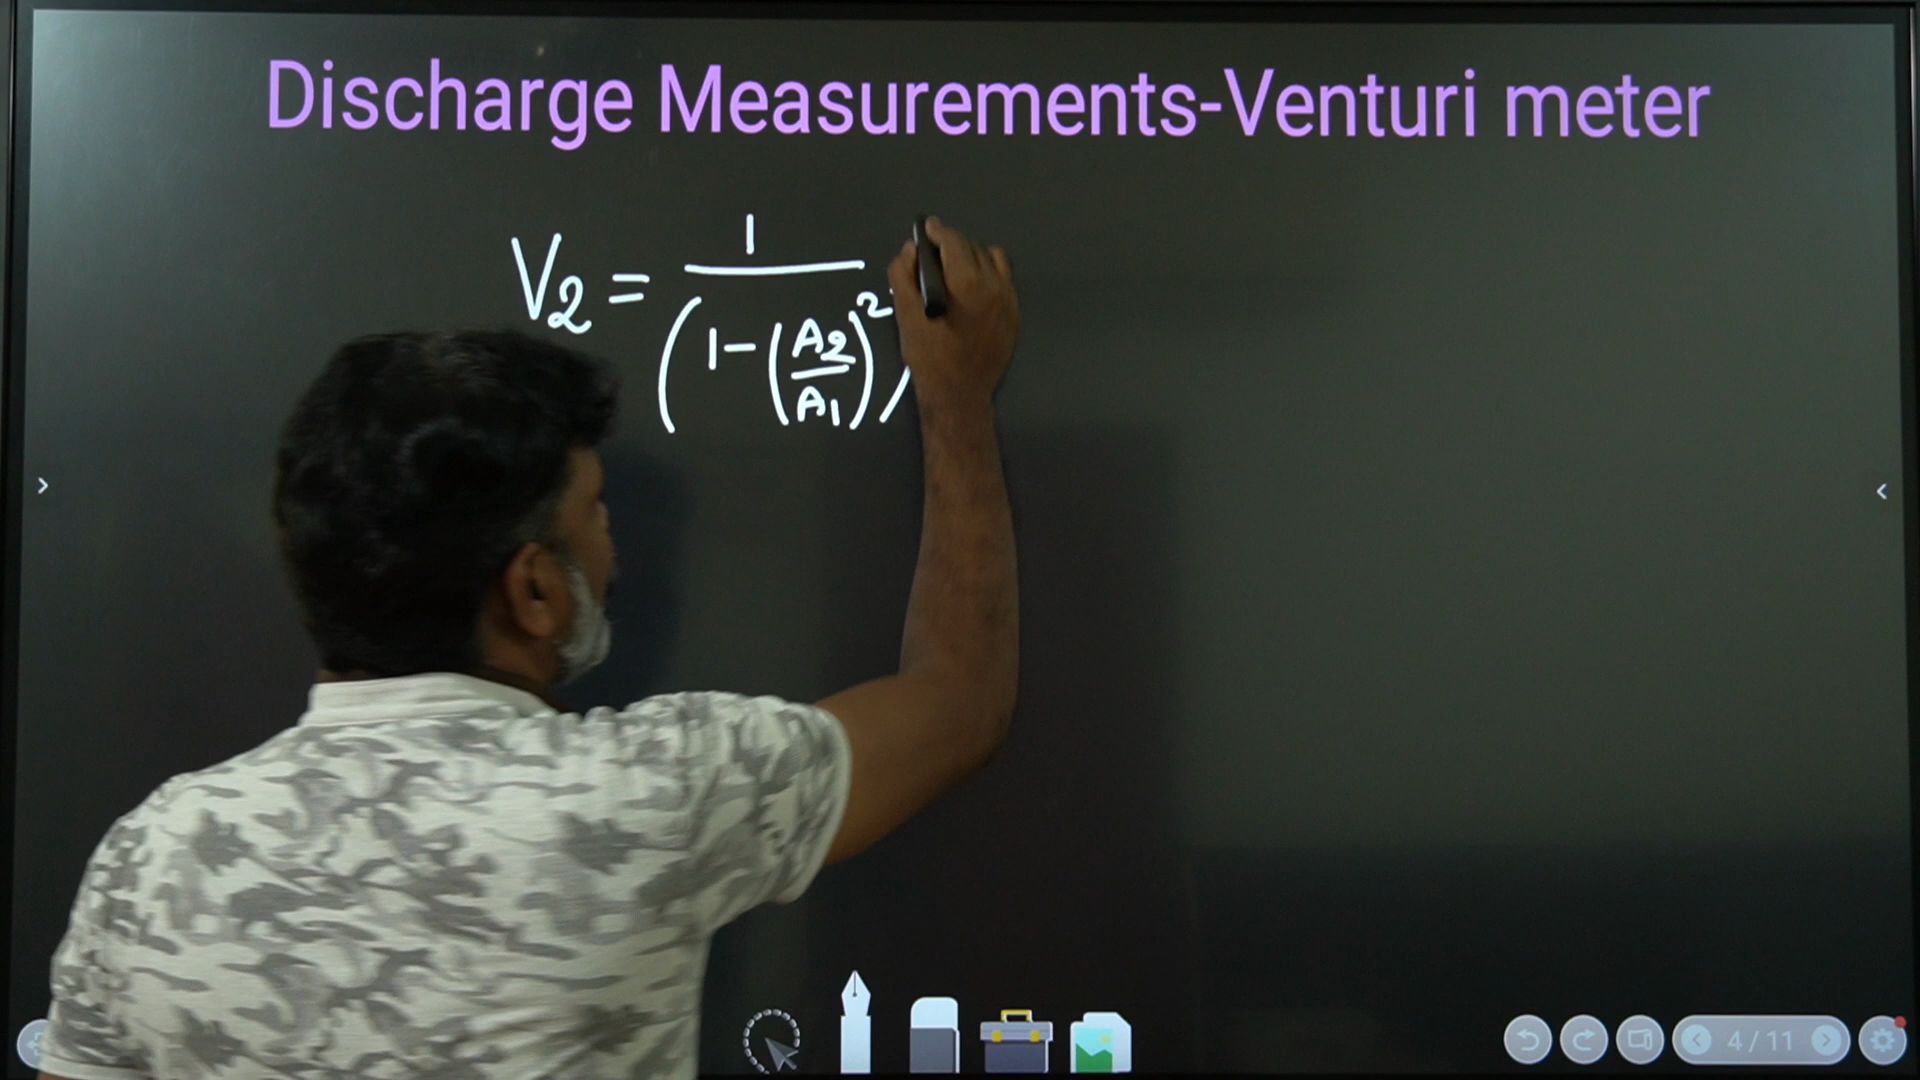 Discharge Measurements-Venturi meter
V₂ = 1 / (1-(A₂/A₁)²)
4 / 11